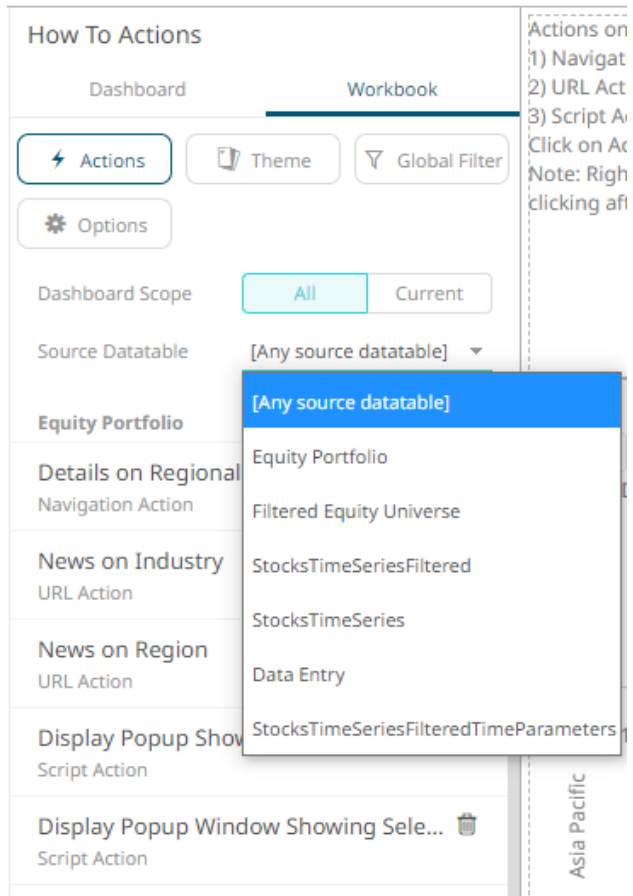 How To Actions
Dashboard
Workbook
Actions
Theme
Global Filter
Options
Dashboard Scope
All
Current
Source Datatable
[Any source datatable]
[Any source datatable]
Equity Portfolio
Filtered Equity Universe
StocksTimeSeriesFiltered
StocksTimeSeries
Data Entry
StocksTimeSeriesFilteredTimeParameters
Equity Portfolio
Details on Regional
Navigation Action
News on Industry
URL Action
News on Region
URL Action
Display Popup Show
Script Action
Display Popup Window Showing Sele...
Script Action
Actions on
1) Navigat
2) URL Act
3) Script A
Click on Ac
Note: Righ
clicking aft
Asia Pacific